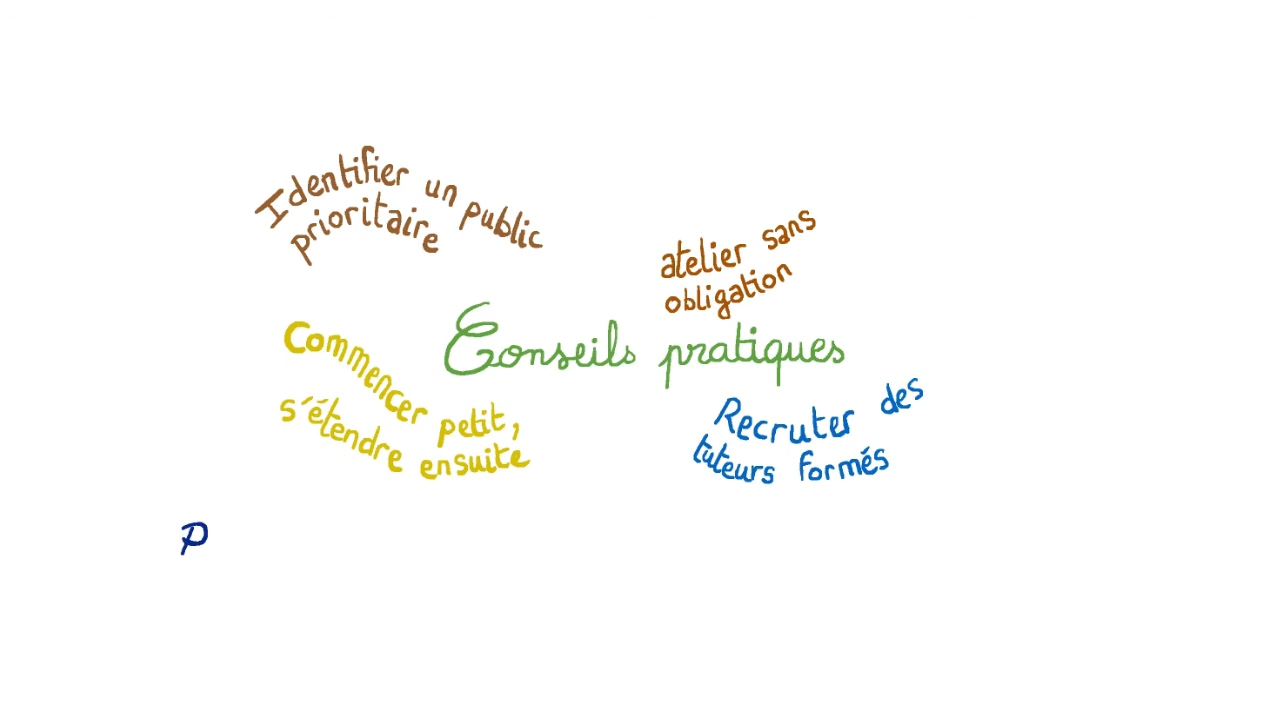 Identifier un public
prioritaire
atelier sans
obligation
Conseils pratiques
Commencer petit,
s'étendre ensuite
Recruter des
tuteurs formés
P